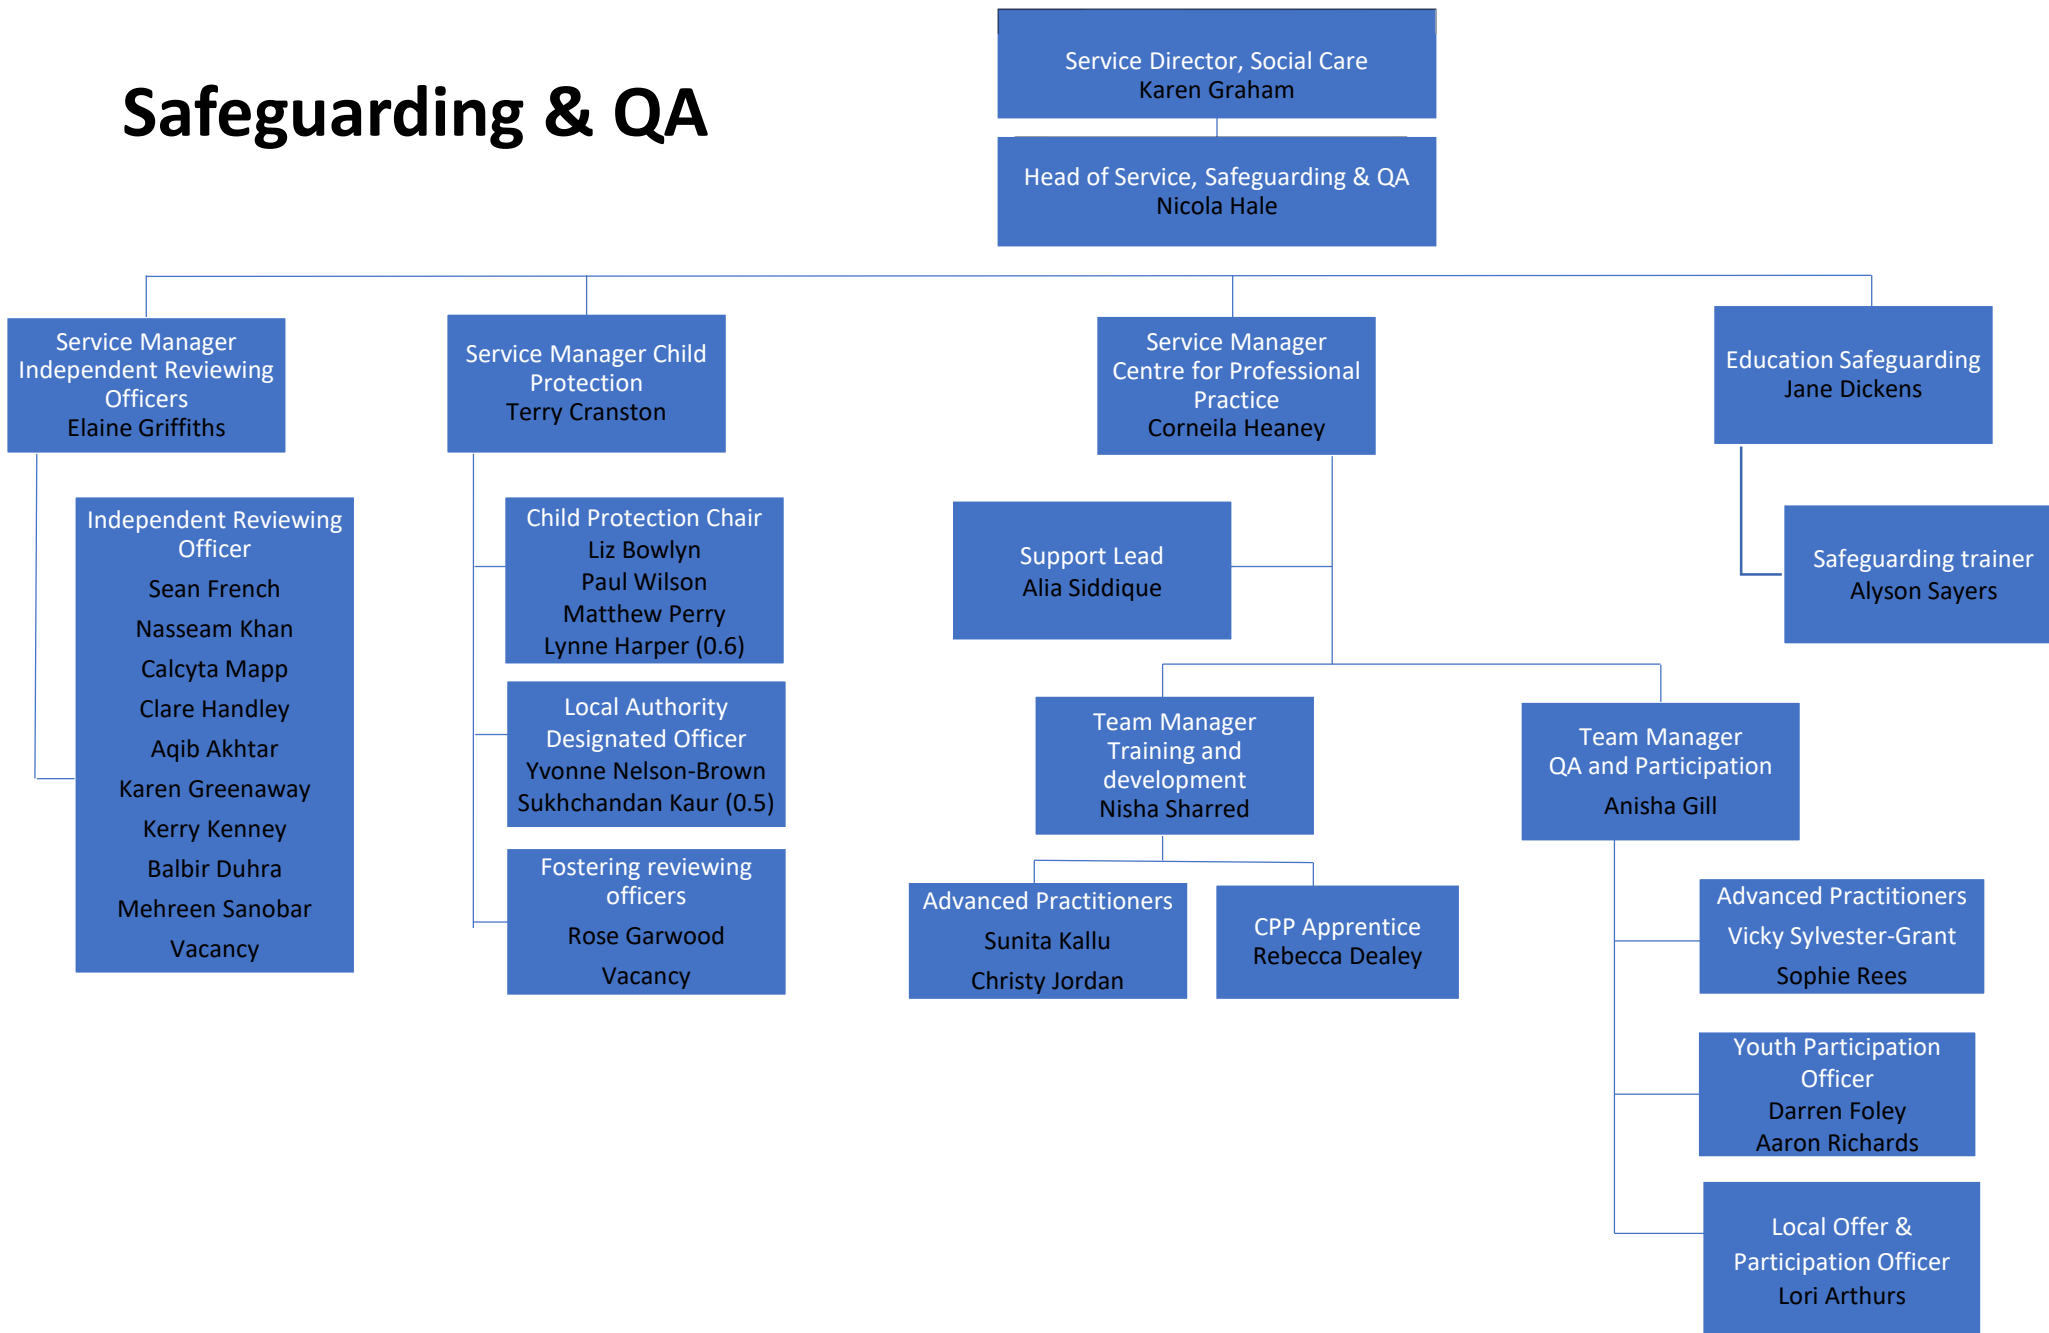 Safeguarding & QA
Service Director, Social Care
Karen Graham
Head of Service, Safeguarding & QA
Nicola Hale
Service Manager
Independent Reviewing
Officers
Elaine Griffiths
Independent Reviewing
Officer
Sean French
Nasseam Khan
Calcyta Mapp
Clare Handley
Aqib Akhtar
Karen Greenaway
Kerry Kenney
Balbir Duhra
Mehreen Sanobar
Vacancy
Service Manager Child
Protection
Terry Cranston
Child Protection Chair
Liz Bowlyn
Paul Wilson
Matthew Perry
Lynne Harper (0.6)
Local Authority
Designated Officer
Yvonne Nelson-Brown
Sukhchandan Kaur (0.5)
Fostering reviewing
officers
Rose Garwood
Vacancy
Service Manager
Centre for Professional
Practice
Corneila Heaney
Support Lead
Alia Siddique
Team Manager
Training and
development
Nisha Sharred
Advanced Practitioners
Sunita Kallu
Christy Jordan
CPP Apprentice
Rebecca Dealey
Team Manager
QA and Participation
Anisha Gill
Advanced Practitioners
Vicky Sylvester-Grant
Sophie Rees
Youth Participation
Officer
Darren Foley
Aaron Richards
Local Offer &
Participation Officer
Lori Arthurs
Education Safeguarding
Jane Dickens
Safeguarding trainer
Alyson Sayers